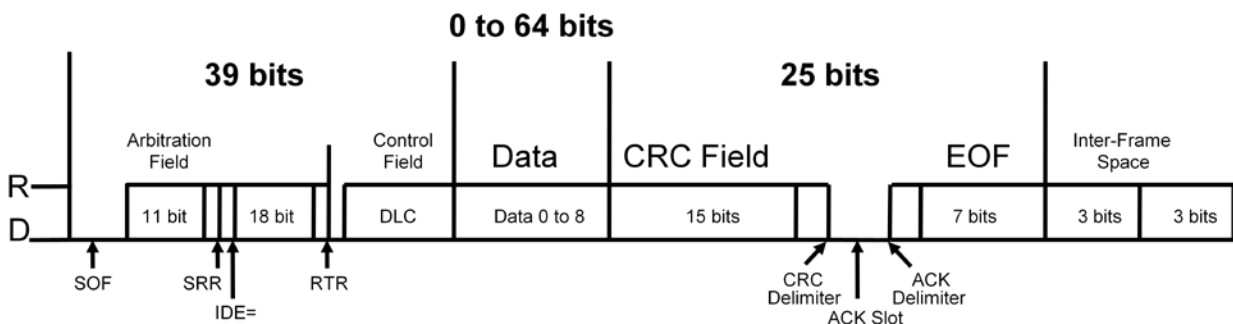 0 to 64 bits
39 bits
25 bits
Arbitration
Field
Control
Field
Data
CRC Field
EOF
Inter-Frame
Space
R
D
11 bit
18 bit
DLC
Data 0 to 8
15 bits
7 bits
3 bits
3 bits
SOF
SRR
IDE=
RTR
CRC
Delimiter
ACK Slot
ACK
Delimiter